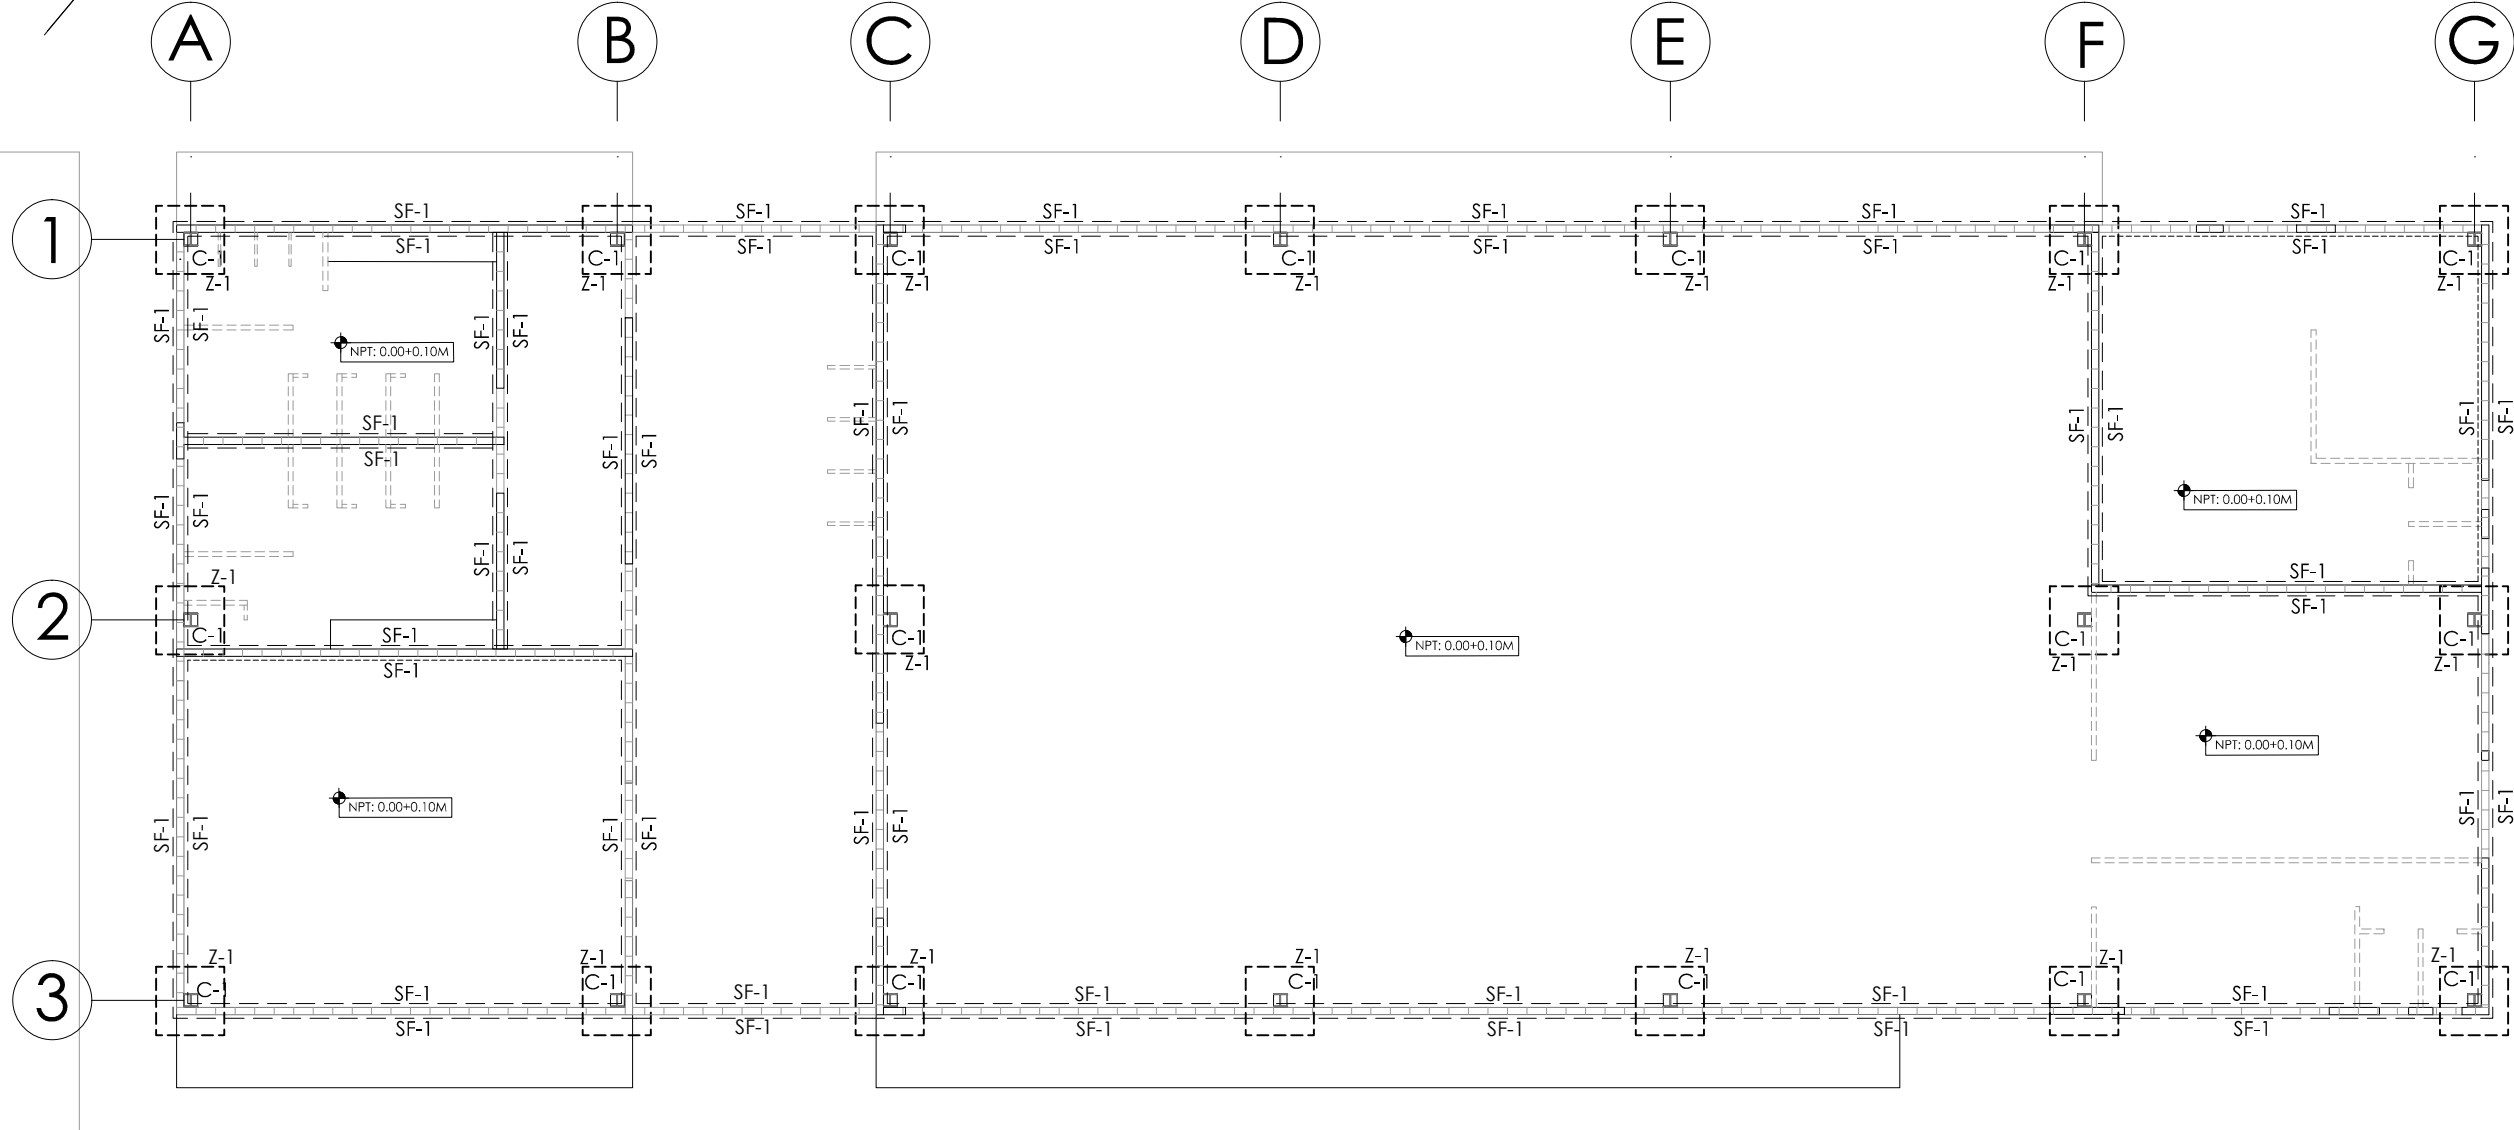 A B C D E F G
SF-1 SF-1 SF-1 SF-1 SF-1 SF-1
1
SF-1 SF-1 SF-1 SF-1 SF-1 SF-1
C-1 C-1 C-1 C-1 C-1 C-1 C-1
Z-1 Z-1 Z-1 Z-1 Z-1 Z-1 Z-1
SF-1 SF-1 SF-1 SF-1
NPT: 0.00+0.10M
SF-1 SF-1 SF-1 SF-1 SF-1 SF-1
SF-1
SF-1 SF-1
SF-1
NPT: 0.00+0.10M
SF-1 SF-1
SF-1 SF-1
SF-1
Z-1
SF-1
2
C-1 SF-1 C-1 C-1 C-1
NPT: 0.00+0.10M
Z-1 Z-1 Z-1
SF-1
NPT: 0.00+0.10M
NPT: 0.00+0.10M
SF-1 SF-1 SF-1 SF-1 SF-1 SF-1 SF-1 SF-1
Z-1 Z-1 Z-1 Z-1 Z-1 Z-1 Z-1
C-1 C-1 C-1 C-1 C-1 C-1 C-1
3
SF-1 SF-1 SF-1 SF-1 SF-1 SF-1
SF-1 SF-1 SF-1 SF-1 SF-1 SF-1